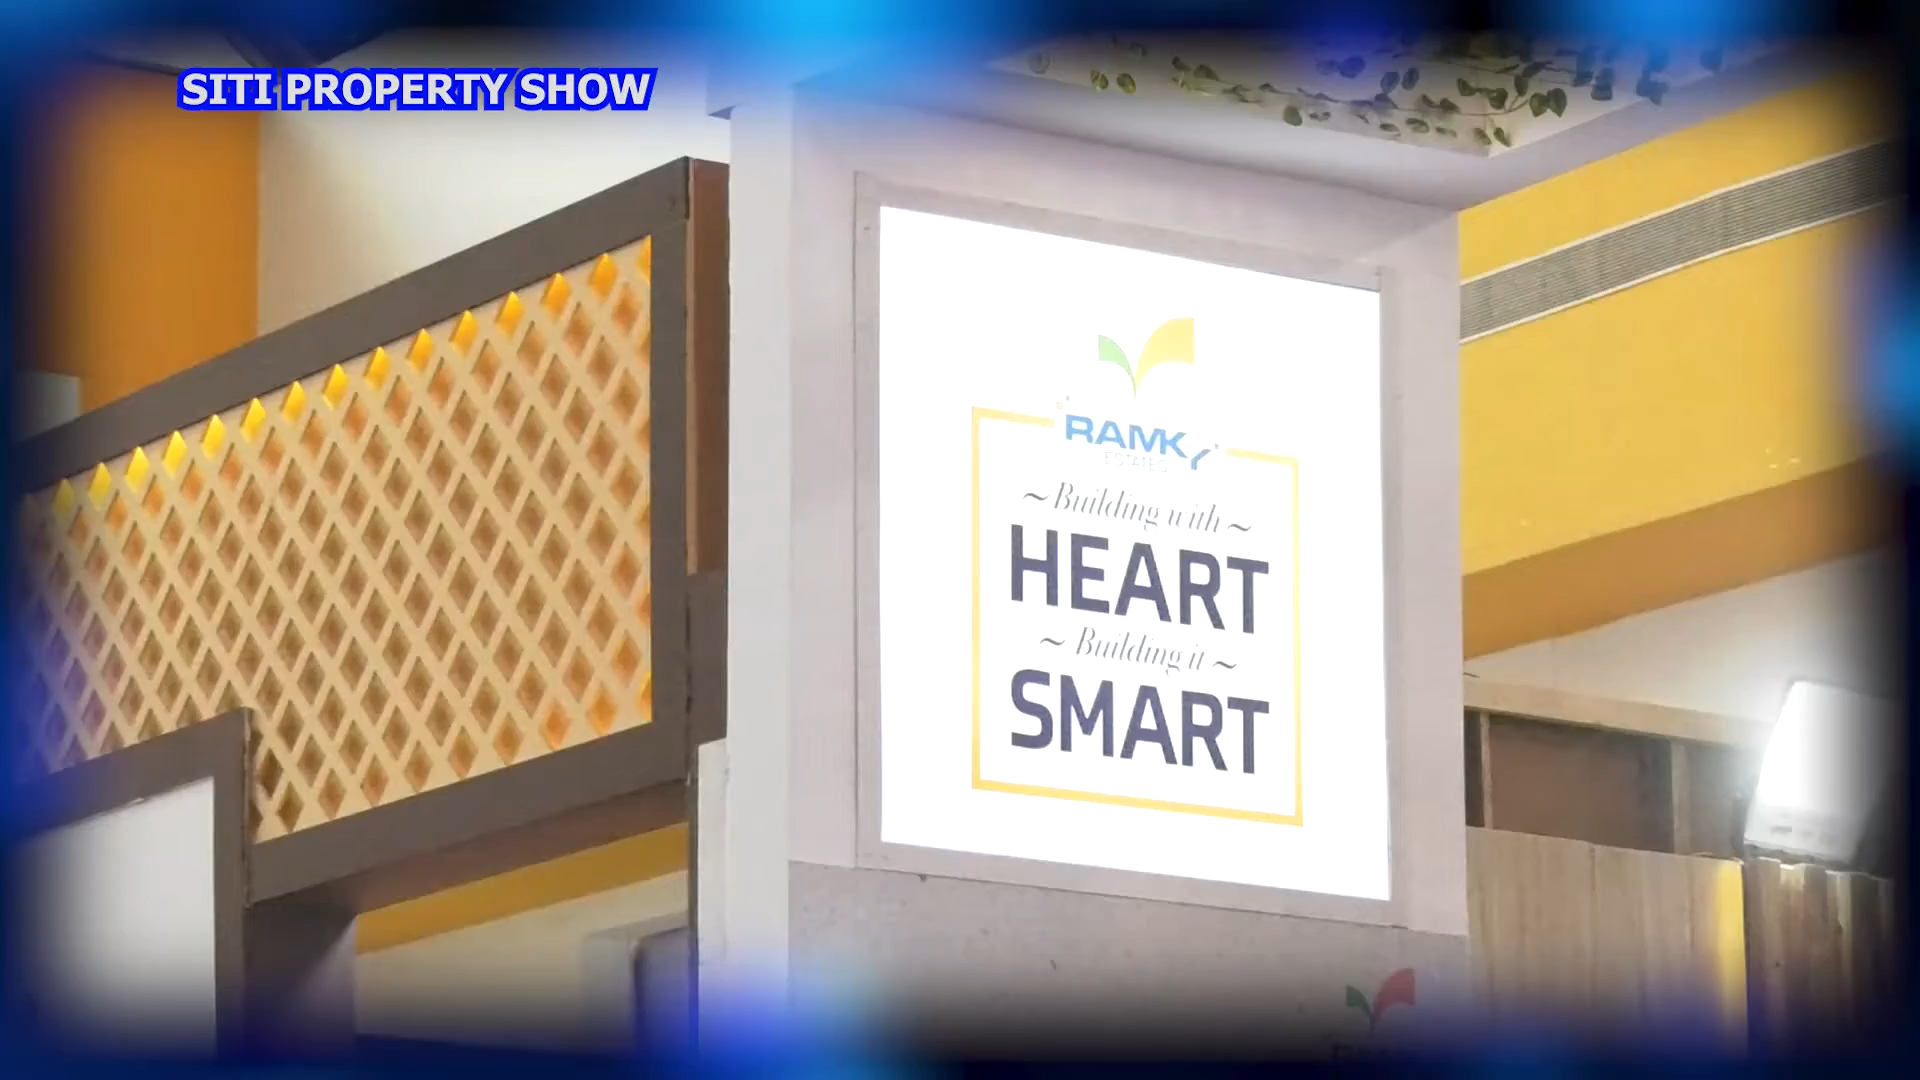 SITI PROPERTY SHOW
RAMKY
ESTATES
~ Building with ~
HEART
~ Building it ~
SMART